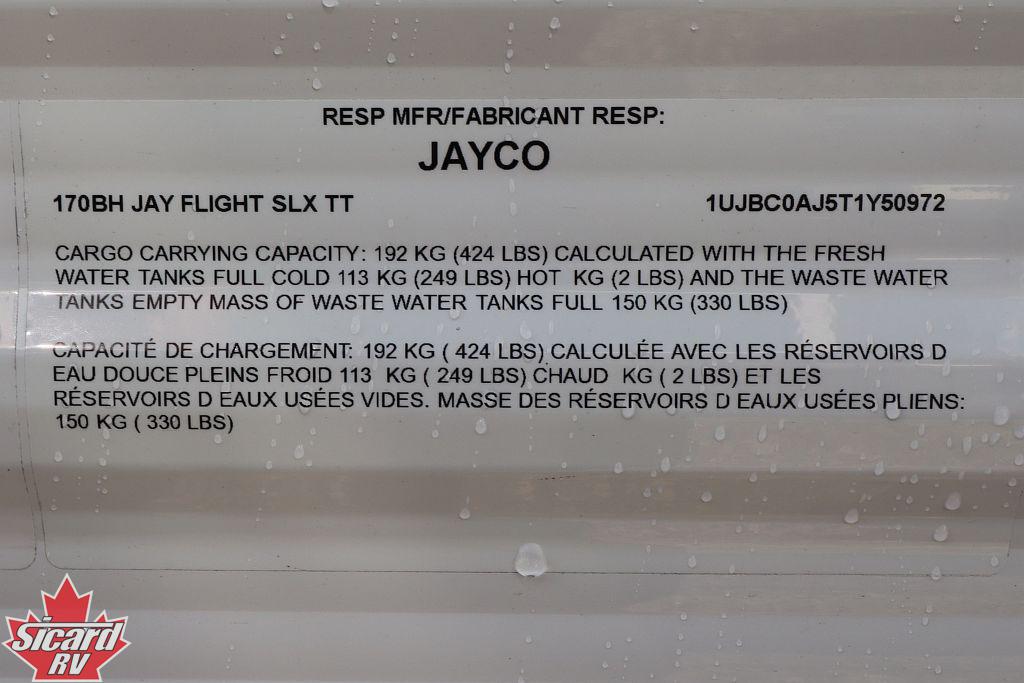 RESP MFR/FABRICANT RESP:
JAYCO
170BH JAY FLIGHT SLX TT 1UJBC0AJ5T1Y50972
CARGO CARRYING CAPACITY: 192 KG (424 LBS) CALCULATED WITH THE FRESH
WATER TANKS FULL COLD 113 KG (249 LBS) HOT KG (2 LBS) AND THE WASTE WATER
TANKS EMPTY MASS OF WASTE WATER TANKS FULL 150 KG (330 LBS)
CAPACITÉ DE CHARGEMENT: 192 KG ( 424 LBS) CALCULÉE AVEC LES RÉSERVOIRS D
EAU DOUCE PLEINS FROID 113 KG ( 249 LBS) CHAUD KG ( 2 LBS) ET LES
RÉSERVOIRS D EAUX USÉES VIDES. MASSE DES RÉSERVOIRS D EAUX USÉES PLIENS:
150 KG ( 330 LBS)
Sicard
RV